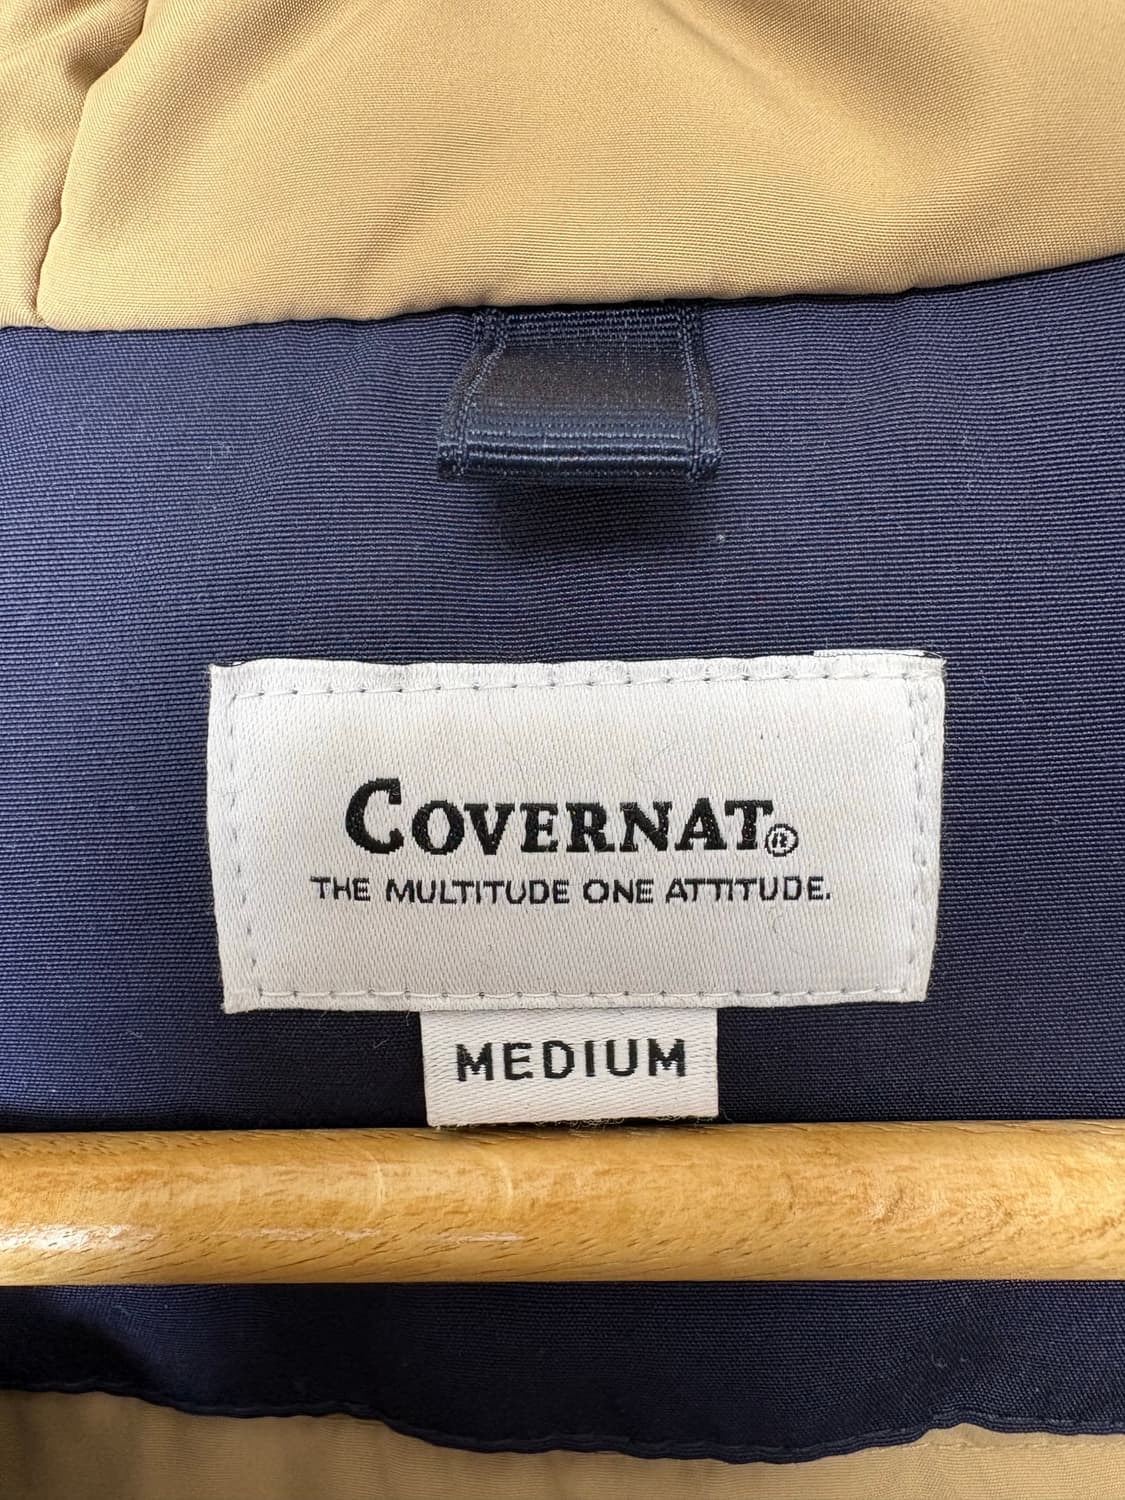 COVERNAT®
THE MULTITUDE ONE ATTITUDE.
MEDIUM